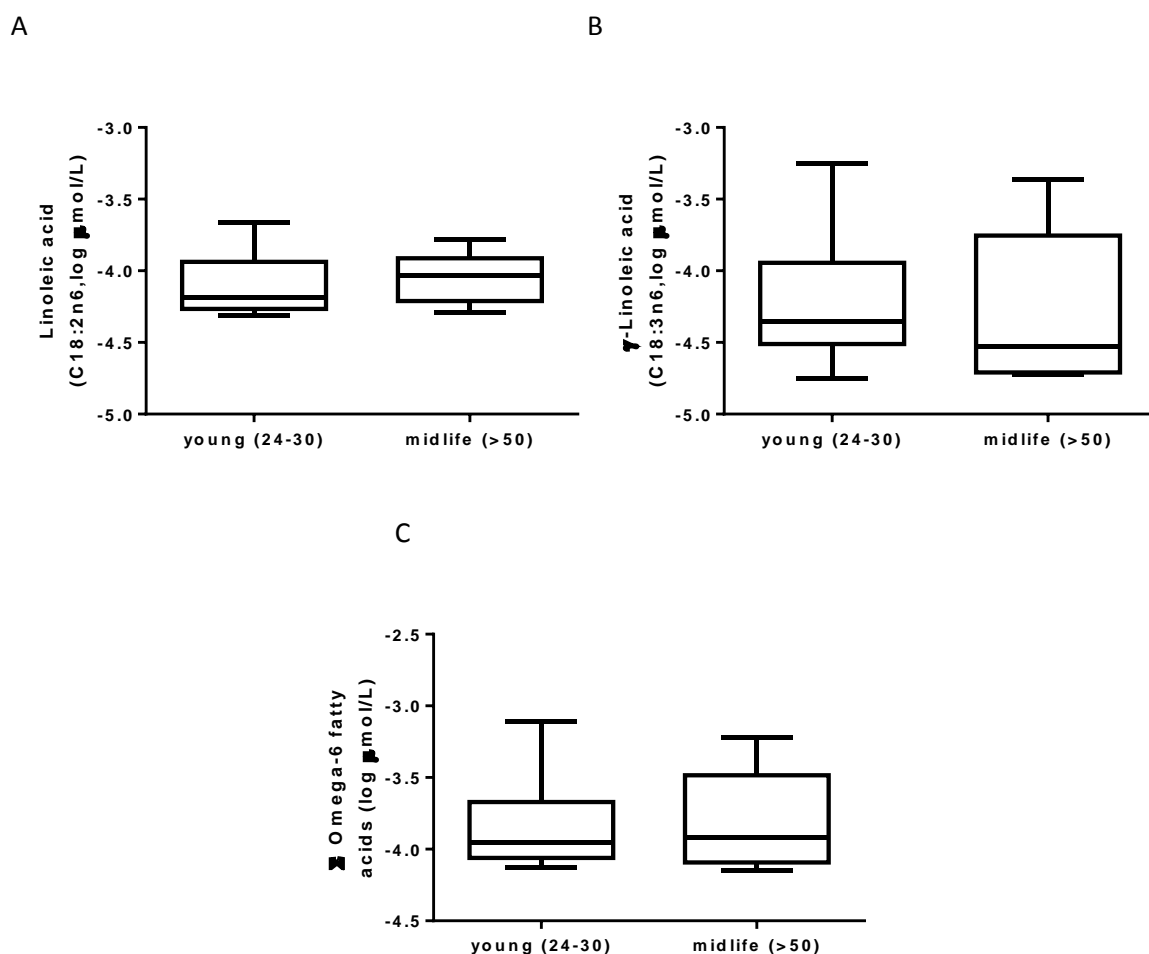 A
B
Linoleic acid
(C18:2n6,log μmol/L)
-3.0
-3.5
-4.0
-4.5
-5.0
young (24-30)
midlife (>50)
γ-Linoleic acid
(C18:3n6,log μmol/L)
-3.0
-3.5
-4.0
-4.5
-5.0
young (24-30)
midlife (>50)
C
Σ Omega-6 fatty
acids (log μmol/L)
-2.5
-3.0
-3.5
-4.0
-4.5
young (24-30)
midlife (>50)